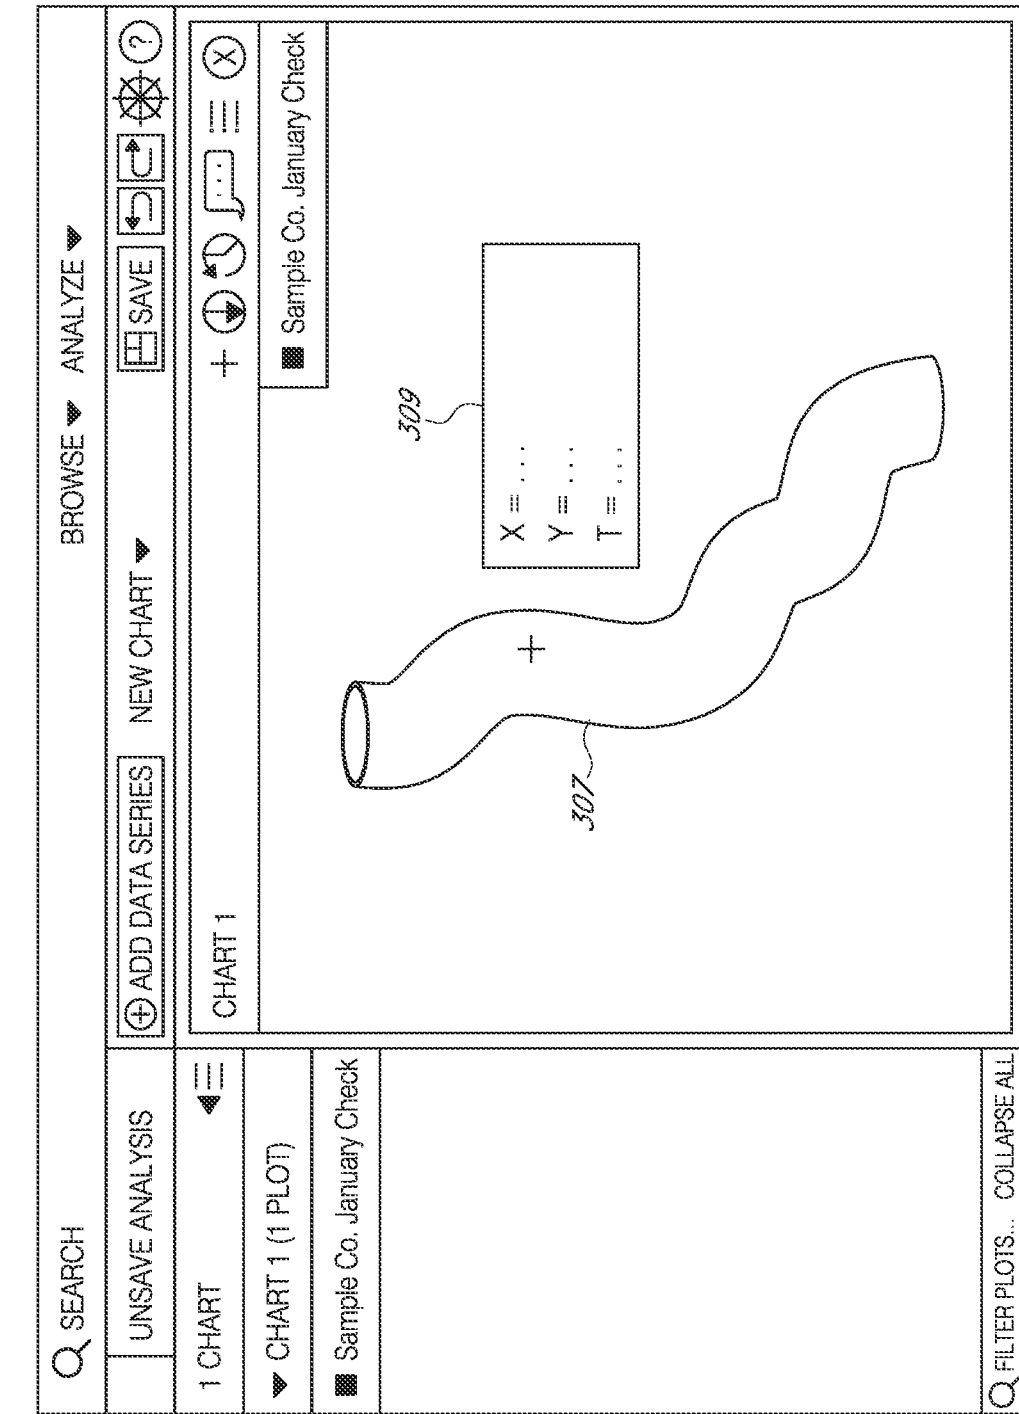 SEARCH
BROWSE ANALYZE
UNSAVE ANALYSIS
ADD DATA SERIES
NEW CHART
SAVE
?
1 CHART
CHART 1
...
X
CHART 1 (1 PLOT)
Sample Co. January Check
Sample Co. January Check
309
X = ...
Y = ...
T = ...
307
FILTER PLOTS... COLLAPSE ALL